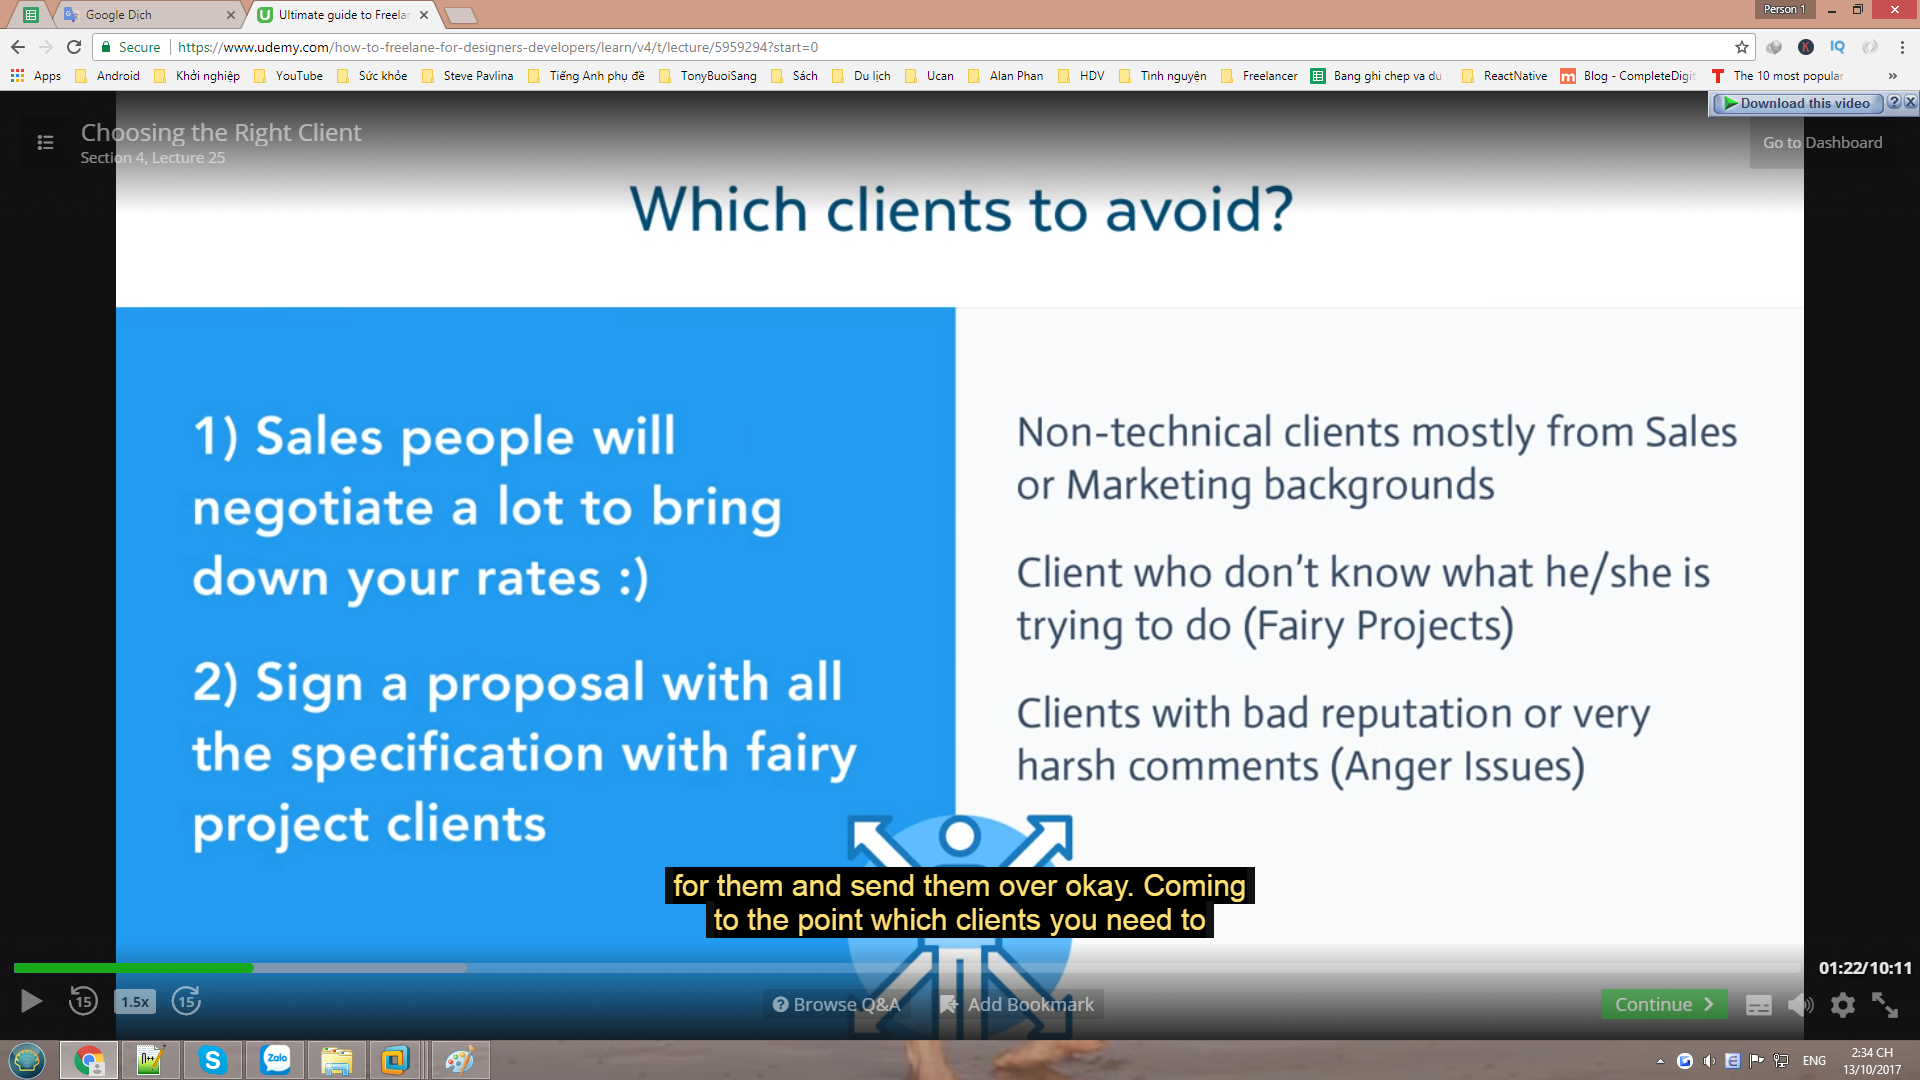 Google Dịch
Ultimate guide to Freelan
Person 1
Secure
https://www.udemy.com/how-to-freelane-for-designers-developers/learn/v4/t/lecture/5959294?start=0
Apps
Android
Khởi nghiệp
YouTube
Sức khỏe
Steve Pavlina
Tiếng Anh phụ đề
TonyBuoiSang
Sách
Du lịch
Ucan
Alan Phan
HDV
Tình nguyện
Freelancer
Bang ghi chep va du
ReactNative
Blog - CompleteDigit
The 10 most popular
Download this video
Choosing the Right Client
Section 4, Lecture 25
Go to Dashboard
Which clients to avoid?
1) Sales people will
negotiate a lot to bring
down your rates :)
2) Sign a proposal with all
the specification with fairy
project clients
Non-technical clients mostly from Sales
or Marketing backgrounds
Client who don't know what he/she is
trying to do (Fairy Projects)
Clients with bad reputation or very
harsh comments (Anger Issues)
for them and send them over okay. Coming
to the point which clients you need to
01:22/10:11
15
1.5x
15
Browse Q&A
Add Bookmark
Continue
Zalo
ENG
2:34 CH
13/10/2017